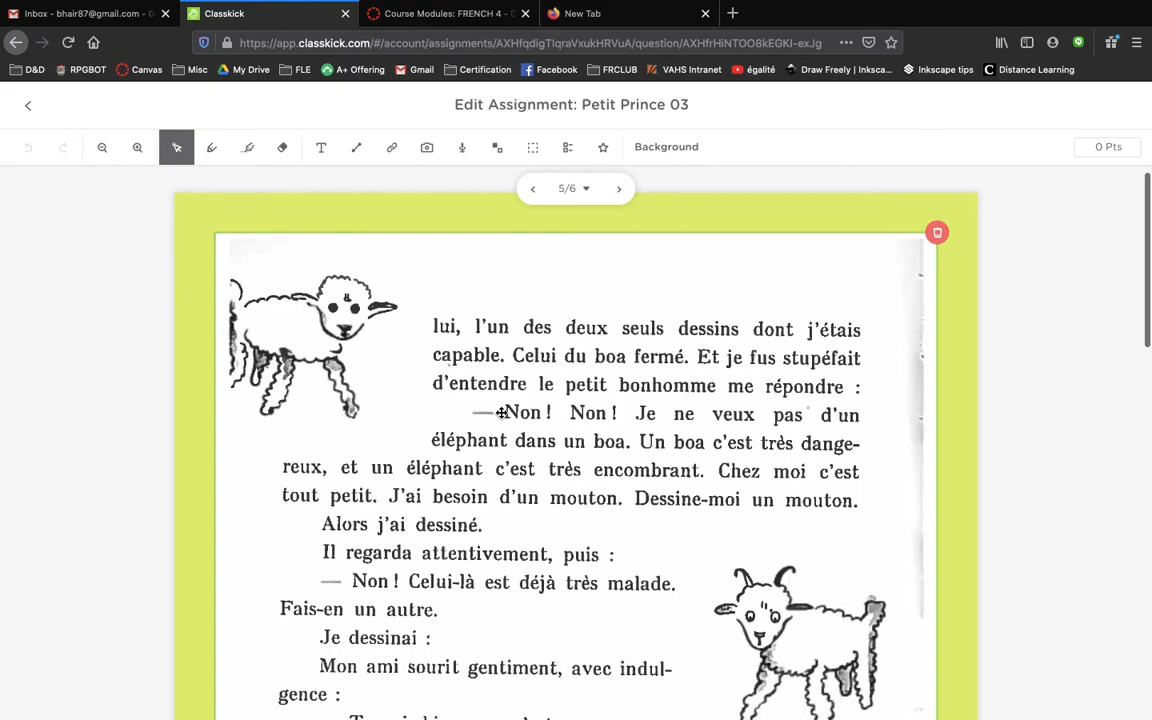 Inbox - bhair87@gmail.com - G
Classkick
Course Modules: FRENCH 4 - D
New Tab
https://app.classkick.com/#/account/assignments/AXHfqdigTIqraVxukHRVuA/question/AXHfrHiNTOO8kEGKI-exJg
D&D
RPGBOT
Canvas
Misc
My Drive
FLE
A+ Offering
Gmail
Certification
Facebook
FRCLUB
VAHS Intranet
égalité
Draw Freely | Inksca...
Inkscape tips
Distance Learning
Edit Assignment: Petit Prince 03
Background
0 Pts
5/6
lui, l'un des deux seuls dessins dont j'étais
capable. Celui du boa fermé. Et je fus stupéfait
d'entendre le petit bonhomme me répondre :
— Non ! Non ! Je ne veux pas d'un
éléphant dans un boa. Un boa c'est très dange-
reux, et un éléphant c'est très encombrant. Chez moi c'est
tout petit. J'ai besoin d'un mouton. Dessine-moi un mouton.
Alors j'ai dessiné.
Il regarda attentivement, puis :
— Non ! Celui-là est déjà très malade.
Fais-en un autre.
Je dessinai :
Mon ami sourit gentiment, avec indul-
gence :